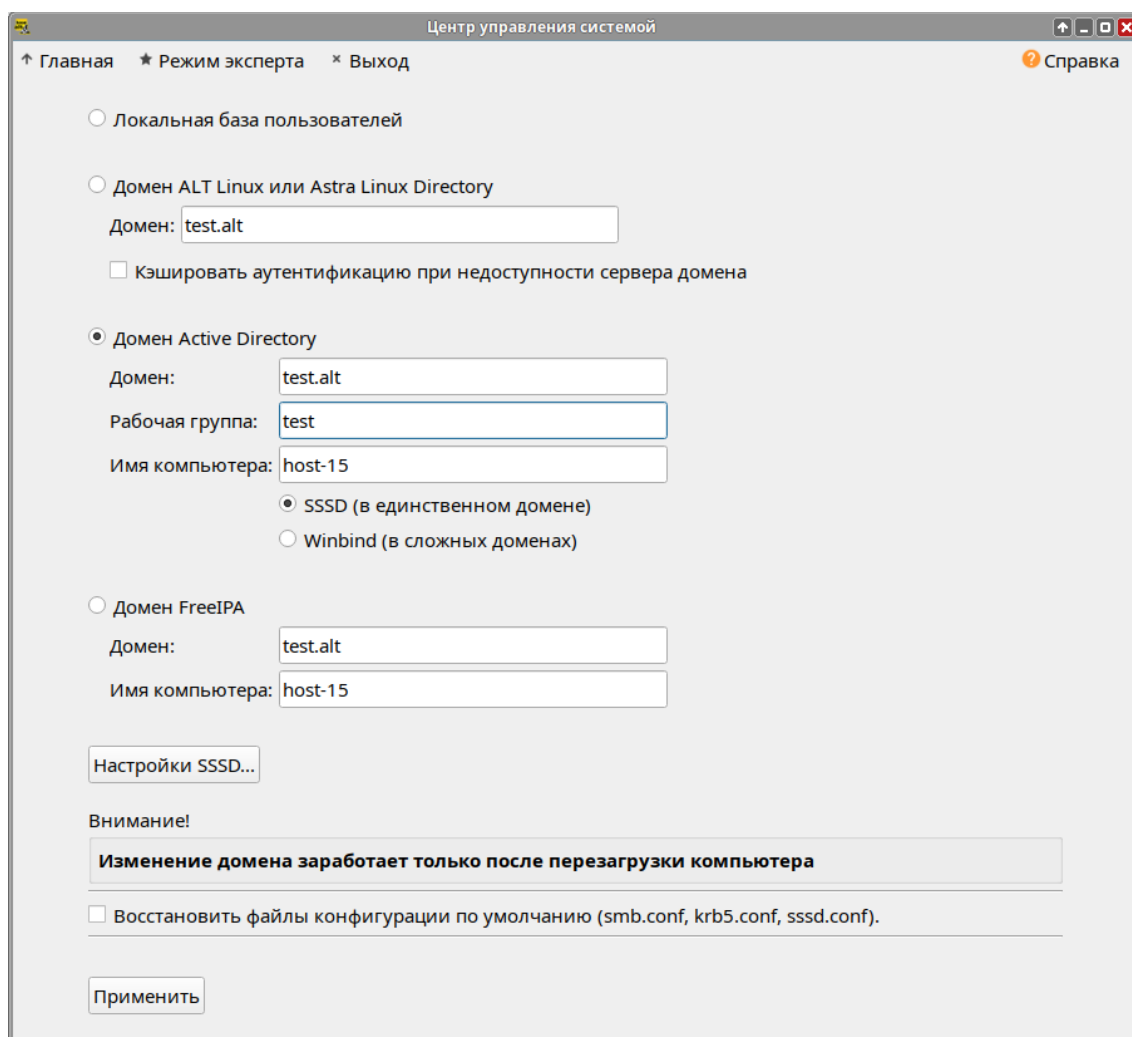 Центр управления системой
Главная Режим эксперта Выход Справка
Локальная база пользователей
Домен ALT Linux или Astra Linux Directory
Домен: test.alt
Кэшировать аутентификацию при недоступности сервера домена
Домен Active Directory
Домен: test.alt
Рабочая группа: test
Имя компьютера: host-15
SSSD (в единственном домене)
Winbind (в сложных доменах)
Домен FreeIPA
Домен: test.alt
Имя компьютера: host-15
Настройки SSSD...
Внимание!
Изменение домена заработает только после перезагрузки компьютера
Восстановить файлы конфигурации по умолчанию (smb.conf, krb5.conf, sssd.conf).
Применить